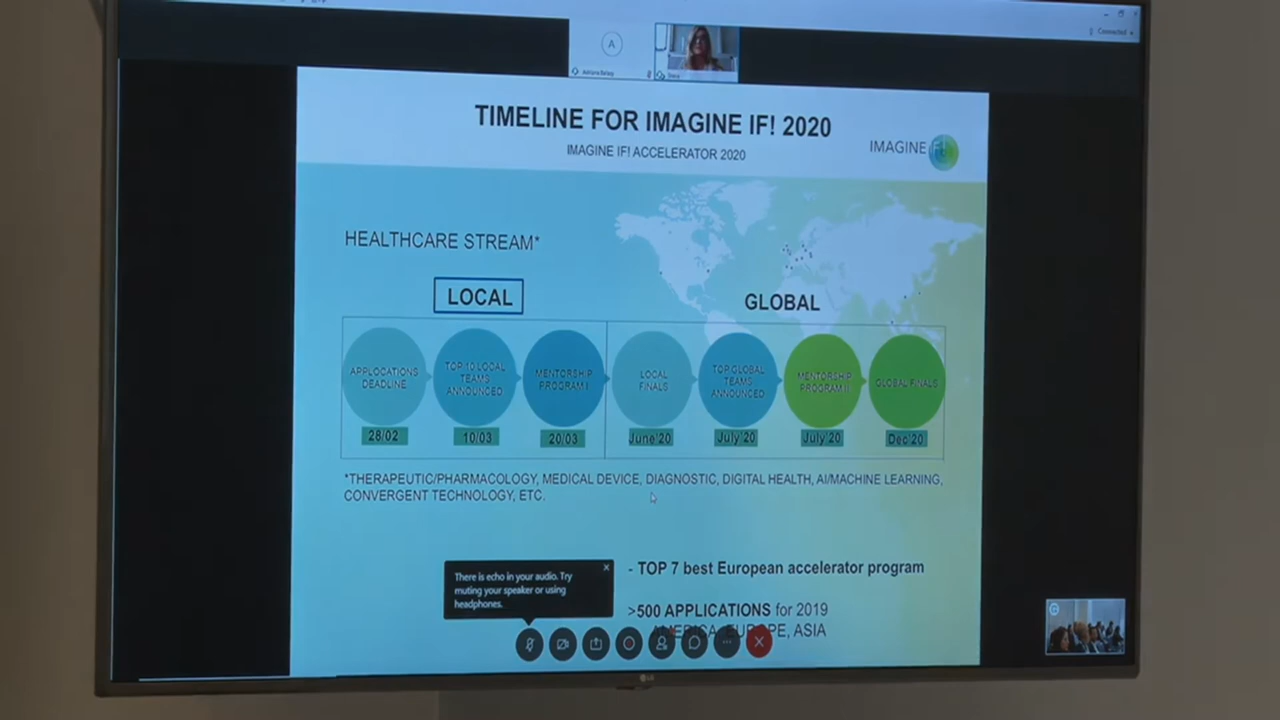 Connected
A
TIMELINE FOR IMAGINE IF! 2020
IMAGINE IF! ACCELERATOR 2020
IMAGINE IF!
HEALTHCARE STREAM*
LOCAL
GLOBAL
APPLOCATIONS
DEADLINE
28/02
TOP 10 LOCAL
TEAMS
ANNOUNCED
10/03
MENTORSHIP
PROGRAM I
20/03
LOCAL
FINALS
June'20
TOP GLOBAL
TEAMS
ANNOUNCED
July'20
MENTORSHIP
PROGRAM II
July'20
GLOBAL FINALS
Dec'20
*THERAPEUTIC/PHARMACOLOGY, MEDICAL DEVICE, DIAGNOSTIC, DIGITAL HEALTH, AI/MACHINE LEARNING,
CONVERGENT TECHNOLOGY, ETC.
There is echo in your audio. Try
muting your speaker or using
headphones.
- TOP 7 best European accelerator program
>500 APPLICATIONS for 2019
AMERICA, EUROPE, ASIA
LG